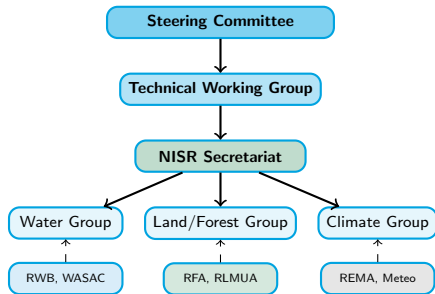 Steering Committee
Technical Working Group
NISR Secretariat
Water Group
Land/Forest Group
Climate Group
RWB, WASAC
RFA, RLMUA
REMA, Meteo